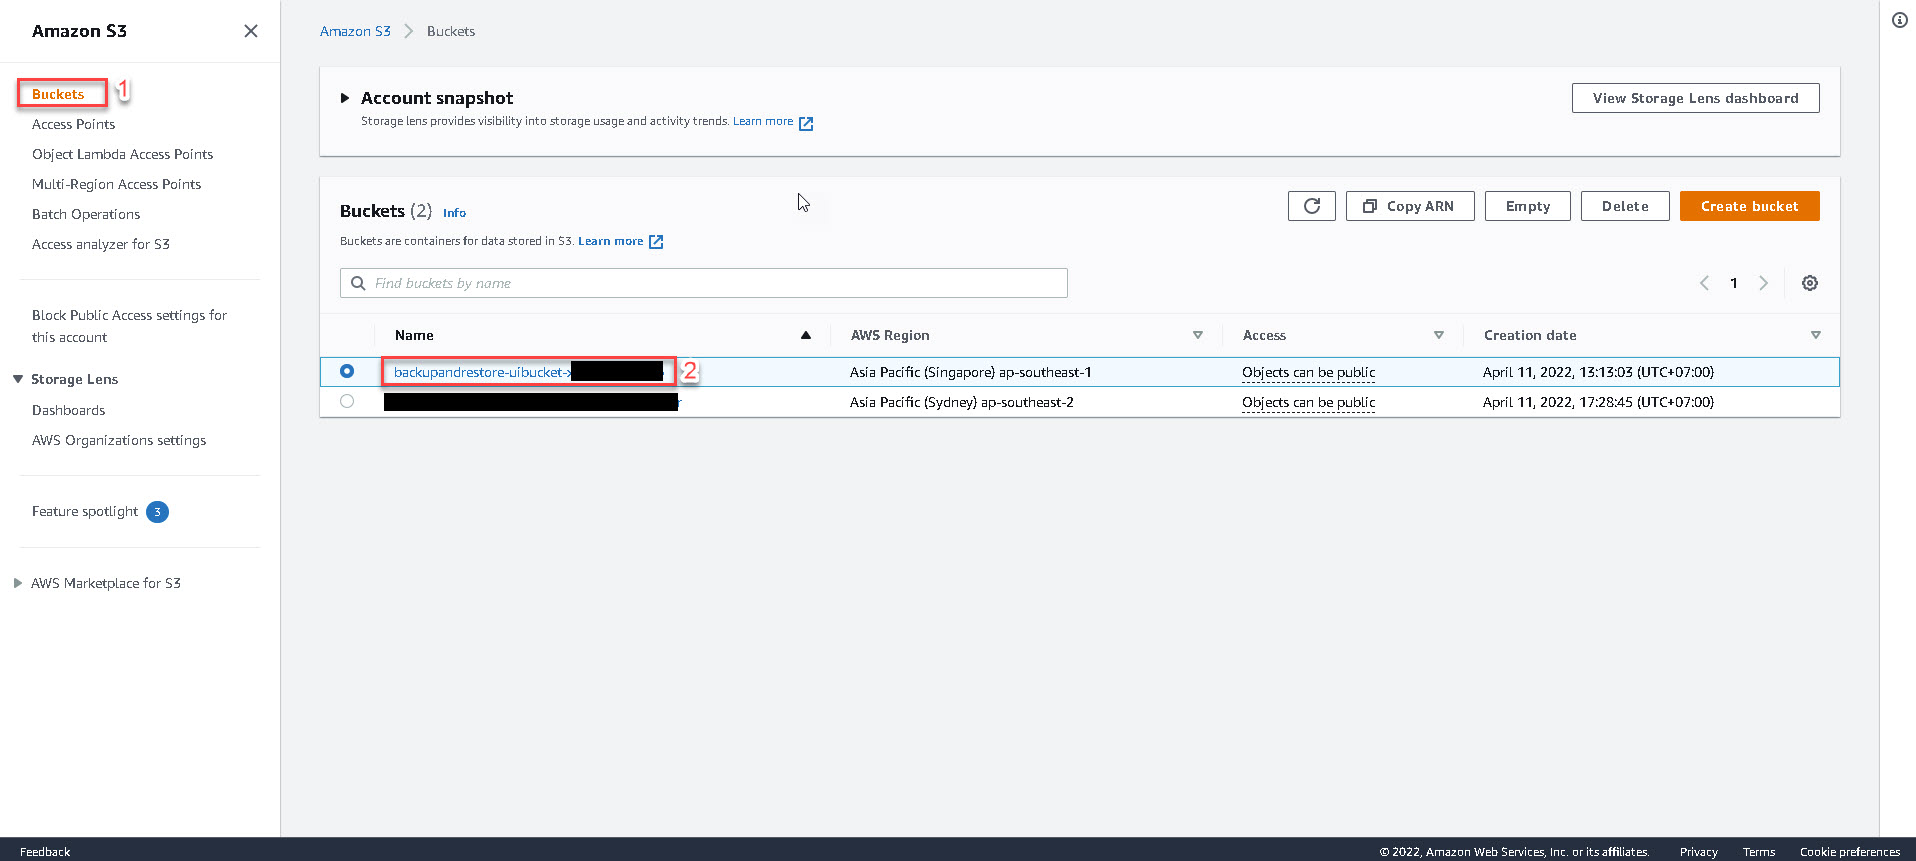 Amazon S3
Buckets 1
Access Points
Object Lambda Access Points
Multi-Region Access Points
Batch Operations
Access analyzer for S3
Block Public Access settings for
this account
Storage Lens
Dashboards
AWS Organizations settings
Feature spotlight 3
AWS Marketplace for S3
Amazon S3 Buckets
Account snapshot
Storage lens provides visibility into storage usage and activity trends. Learn more
View Storage Lens dashboard
Buckets (2) Info
Buckets are containers for data stored in S3. Learn more
Copy ARN Empty Delete Create bucket
Find buckets by name
1
Name AWS Region Access Creation date
backupandrestore-uibucket-x 2 Asia Pacific (Singapore) ap-southeast-1 Objects can be public April 11, 2022, 13:13:03 (UTC+07:00)
Asia Pacific (Sydney) ap-southeast-2 Objects can be public April 11, 2022, 17:28:45 (UTC+07:00)
Feedback © 2022, Amazon Web Services, Inc. or its affiliates. Privacy Terms Cookie preferences